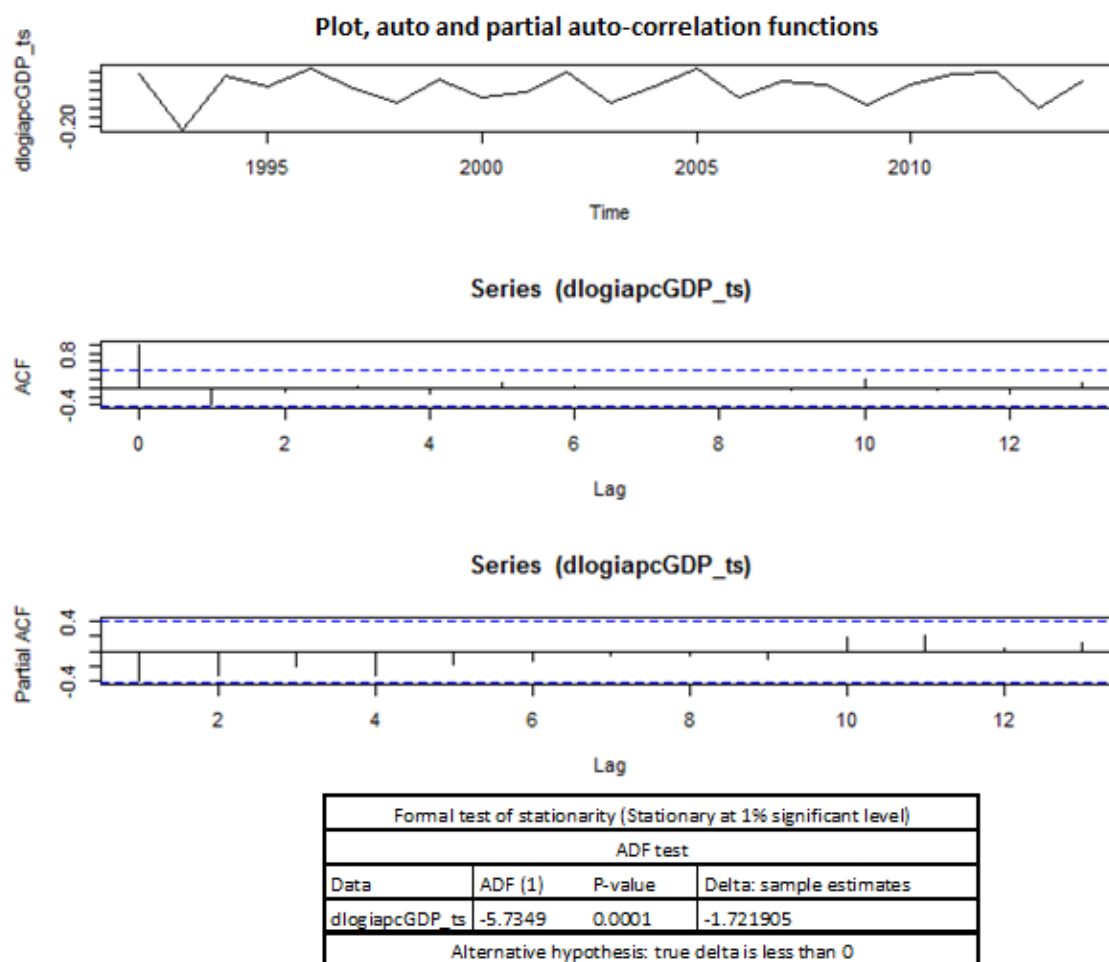 Plot, auto and partial auto-correlation functions
dlogiapcGDP_ts
-0.20
1995 2000 2005 2010
Time
Series (dlogiapcGDP_ts)
ACF
0.8
-0.4
0 2 4 6 8 10 12
Lag
Series (dlogiapcGDP_ts)
Partial ACF
0.4
-0.4
2 4 6 8 10 12
Lag
Formal test of stationarity (Stationary at 1% significant level)
ADF test
Data ADF (1) P-value Delta: sample estimates
dlogiapcGDP_ts -5.7349 0.0001 -1.721905
Alternative hypothesis: true delta is less than 0